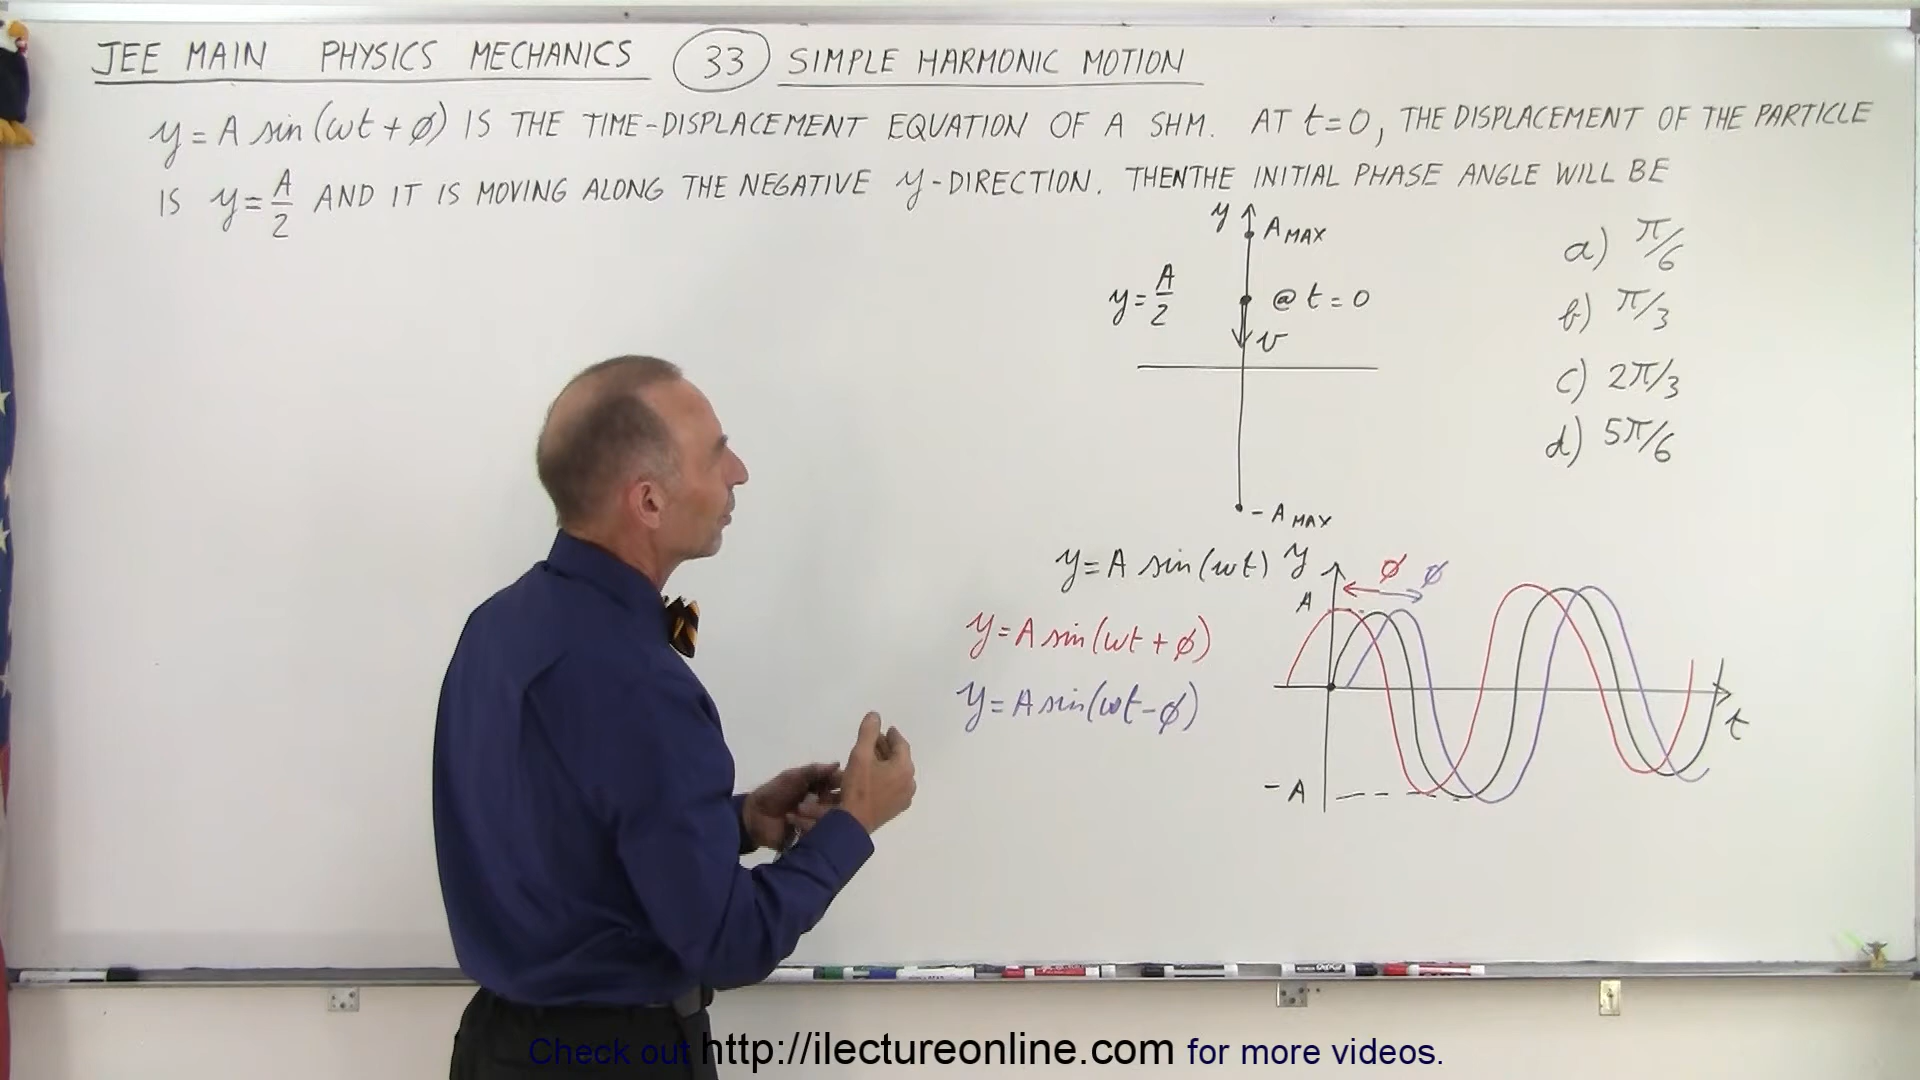 JEE MAIN PHYSICS MECHANICS 33 SIMPLE HARMONIC MOTION
y = A sin(ωt + φ) IS THE TIME-DISPLACEMENT EQUATION OF A SHM. AT t=0, THE DISPLACEMENT OF THE PARTICLE
IS y = A/2 AND IT IS MOVING ALONG THE NEGATIVE y-DIRECTION. THEN THE INITIAL PHASE ANGLE WILL BE
y A MAX
y = A/2 @ t = 0
v
- A MAX
a) π/6
b) π/3
c) 2π/3
d) 5π/6
y = A sin(ωt)
y = A sin(ωt + φ)
y = A sin(ωt - φ)
y φ φ
A
t
- A
Check out http://ilectureonline.com for more videos.